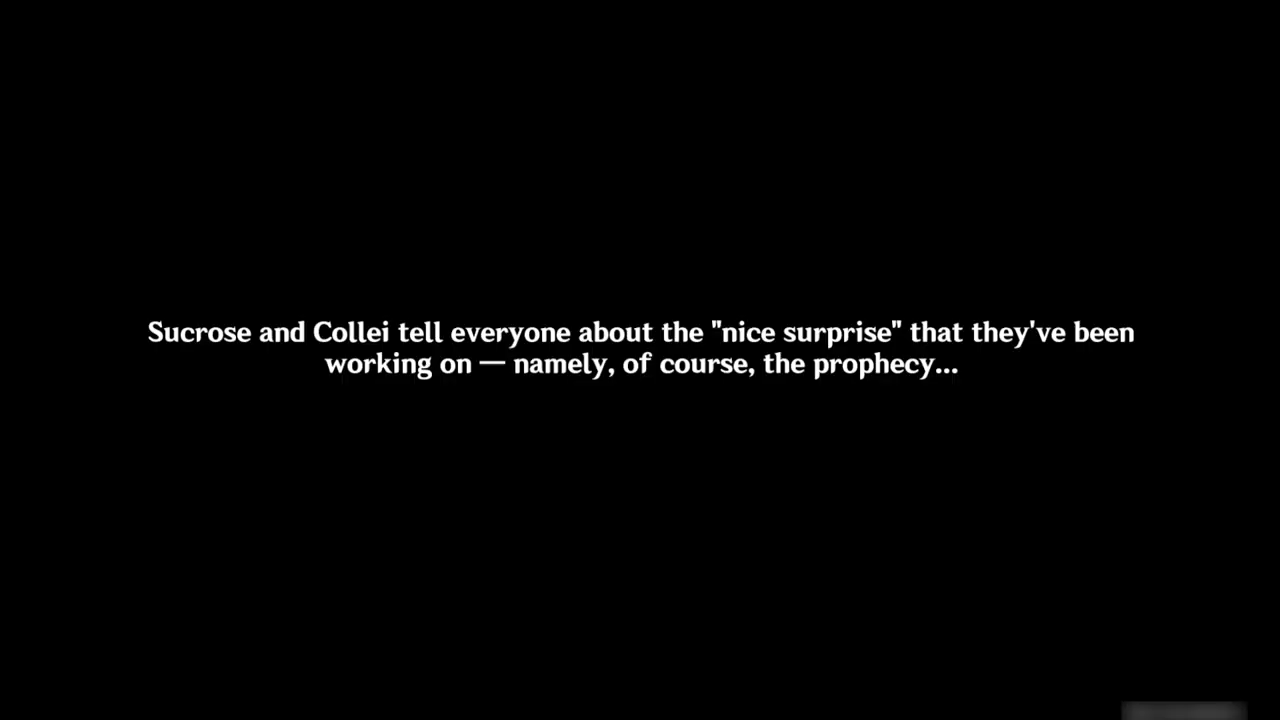 Sucrose and Collei tell everyone about the "nice surprise" that they've been
working on — namely, of course, the prophecy...